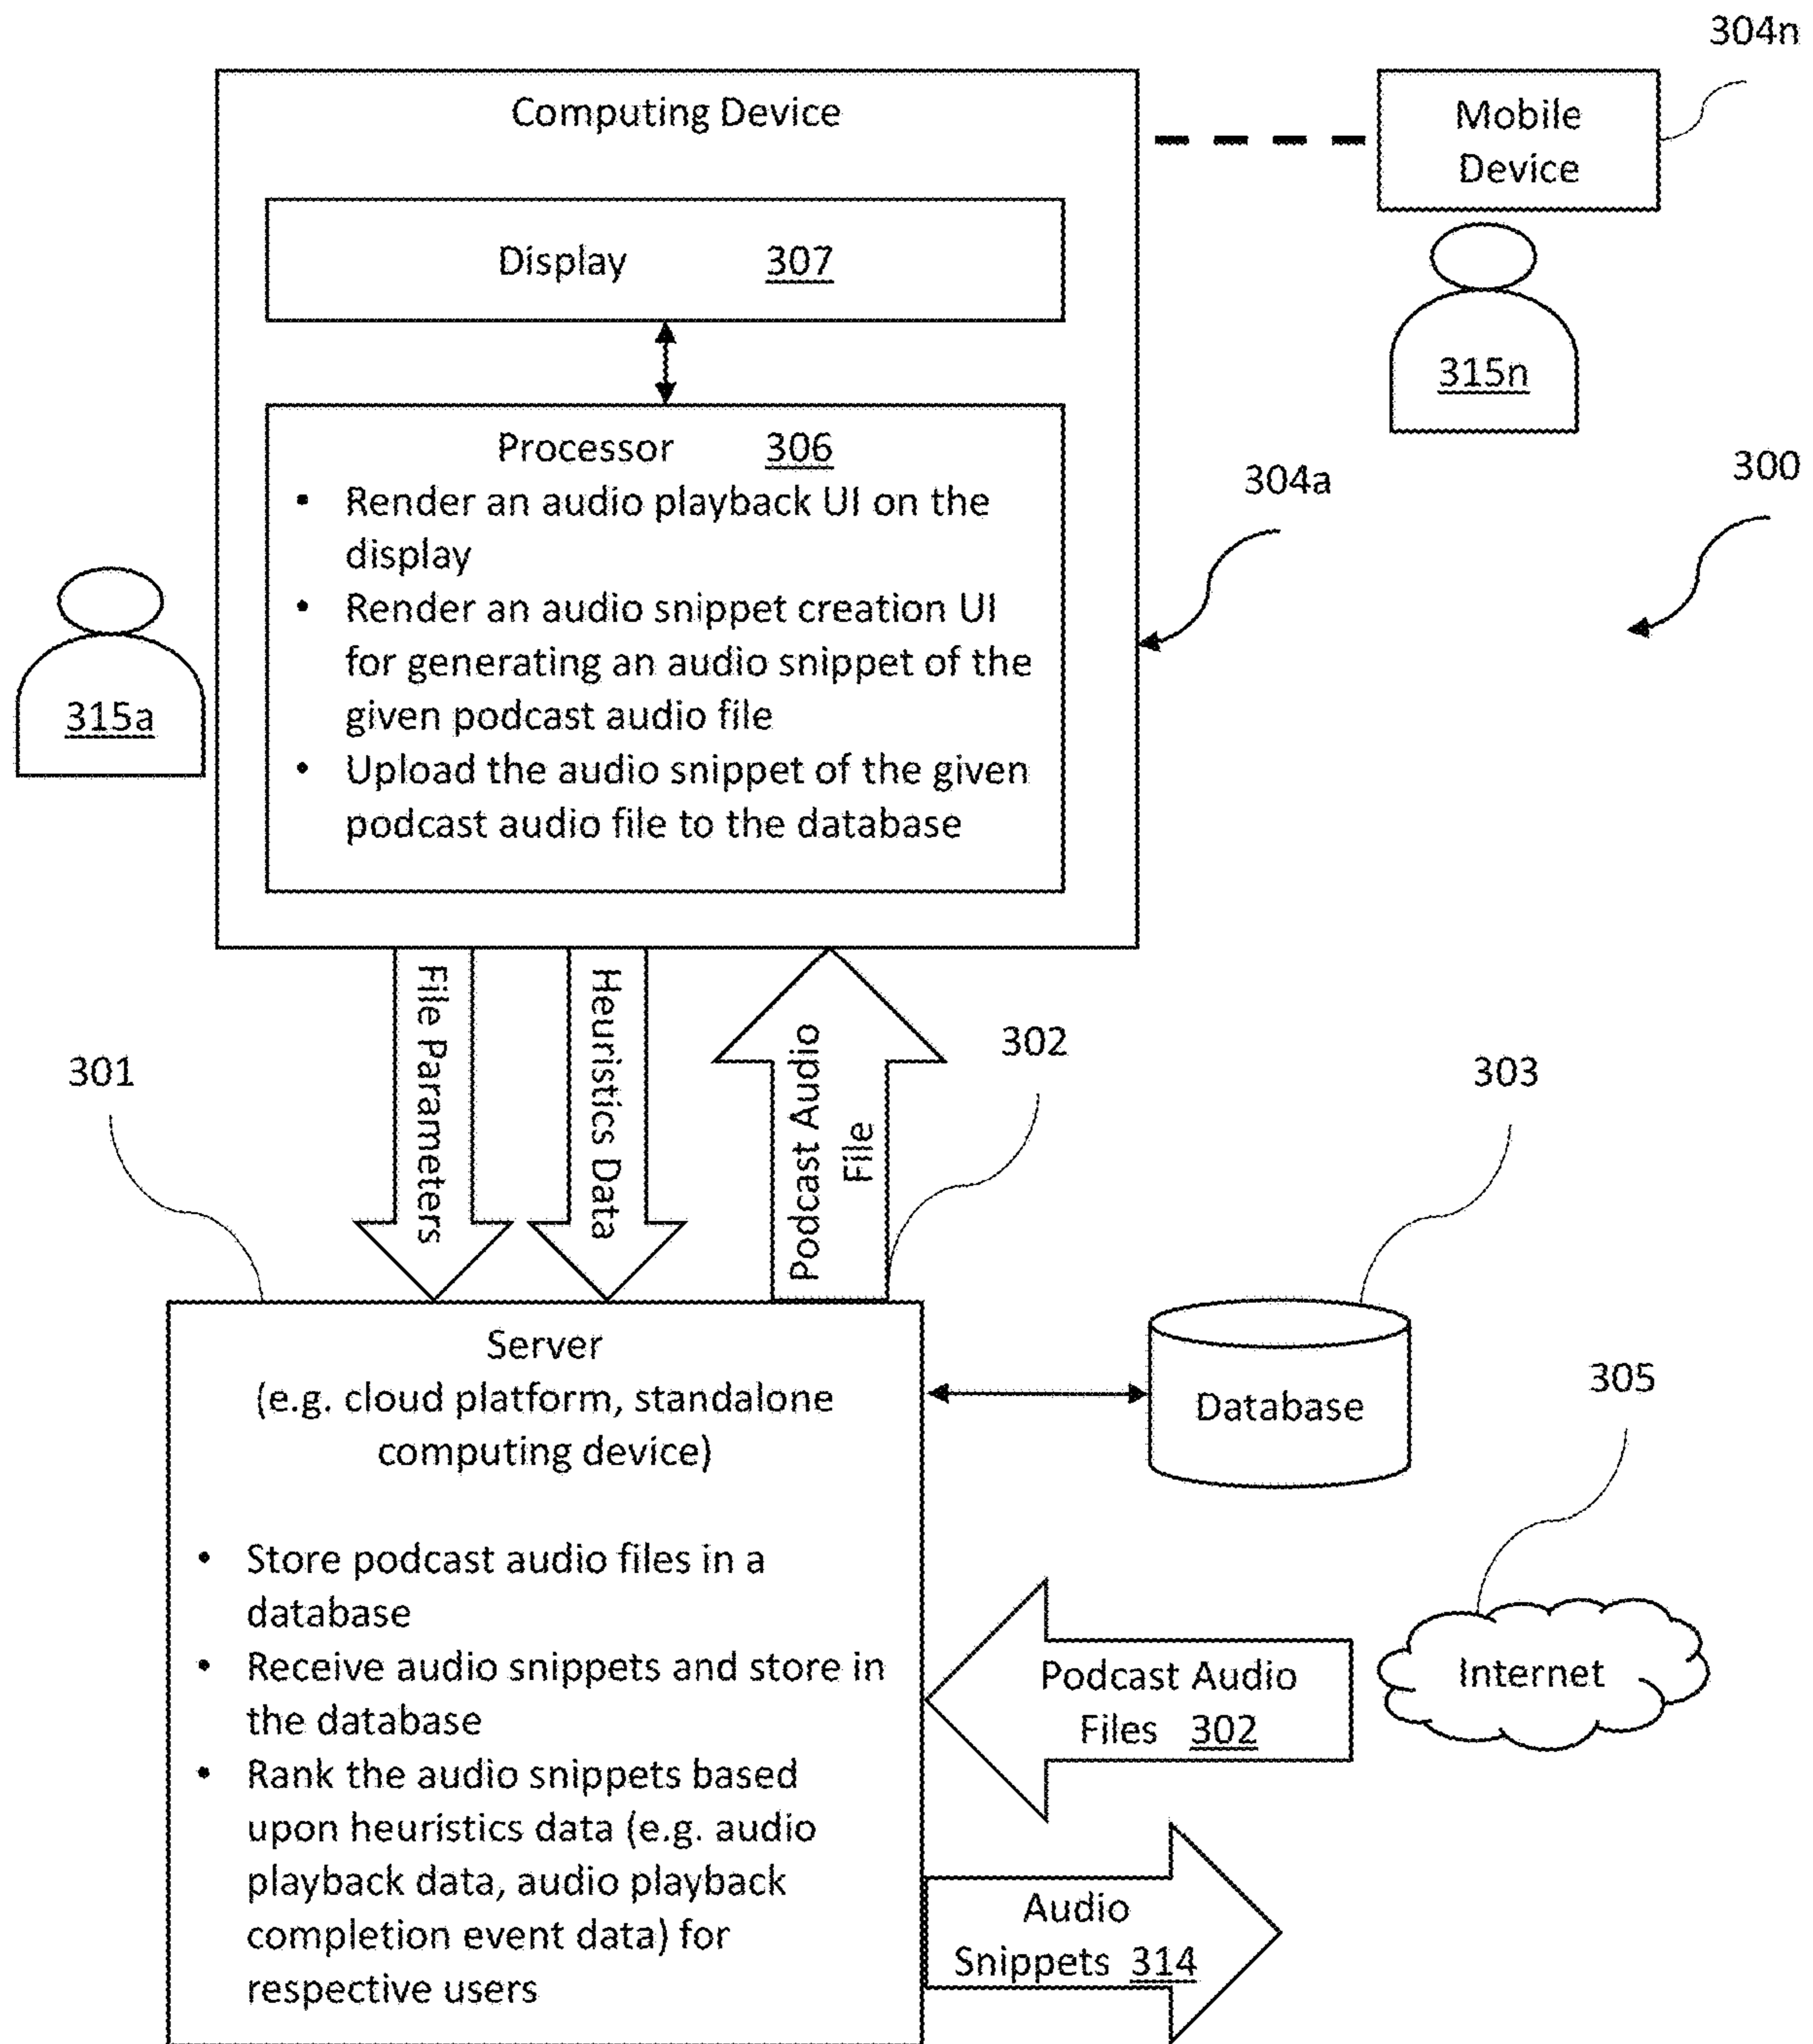 304n
Computing Device
Mobile
Device
Display 307
315n
Processor 306
• Render an audio playback UI on the
display
• Render an audio snippet creation UI
for generating an audio snippet of the
given podcast audio file
• Upload the audio snippet of the given
podcast audio file to the database
304a
300
315a
File Parameters
Heuristics Data
Podcast Audio
File
302
301
303
Server
(e.g. cloud platform, standalone
computing device)
Database
305
• Store podcast audio files in a
database
• Receive audio snippets and store in
the database
• Rank the audio snippets based
upon heuristics data (e.g. audio
playback data, audio playback
completion event data) for
respective users
Podcast Audio
Files 302
Internet
Audio
Snippets 314